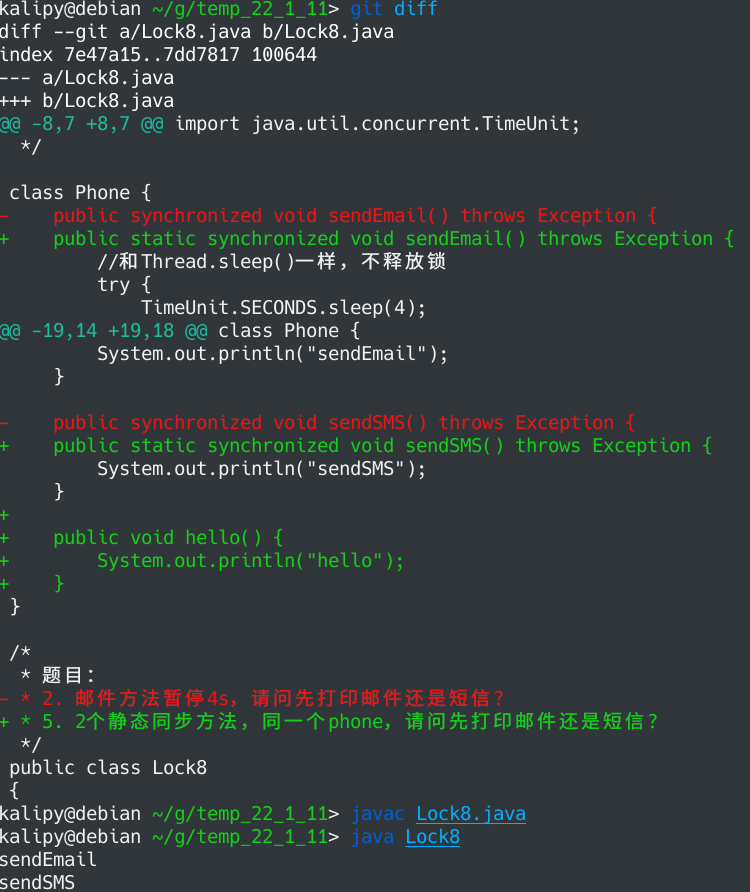 kalipy@debian ~/g/temp_22_1_11> git diff
diff --git a/Lock8.java b/Lock8.java
index 7e47a15..7dd7817 100644
--- a/Lock8.java
+++ b/Lock8.java
@@ -8,7 +8,7 @@ import java.util.concurrent.TimeUnit;
  */

 class Phone {
-    public synchronized void sendEmail() throws Exception {
+    public static synchronized void sendEmail() throws Exception {
         //和Thread.sleep()一样，不释放锁
         try {
             TimeUnit.SECONDS.sleep(4);
@@ -19,14 +19,18 @@ class Phone {
         System.out.println("sendEmail");
     }

-    public synchronized void sendSMS() throws Exception {
+    public static synchronized void sendSMS() throws Exception {
         System.out.println("sendSMS");
     }
+
+    public void hello() {
+        System.out.println("hello");
+    }
 }

 /*
  * 题目：
- * 2. 邮件方法暂停4s，请问先打印邮件还是短信？
+ * 5. 2个静态同步方法，同一个phone，请问先打印邮件还是短信？
  */
 public class Lock8
 {
kalipy@debian ~/g/temp_22_1_11> javac Lock8.java
kalipy@debian ~/g/temp_22_1_11> java Lock8
sendEmail
sendSMS